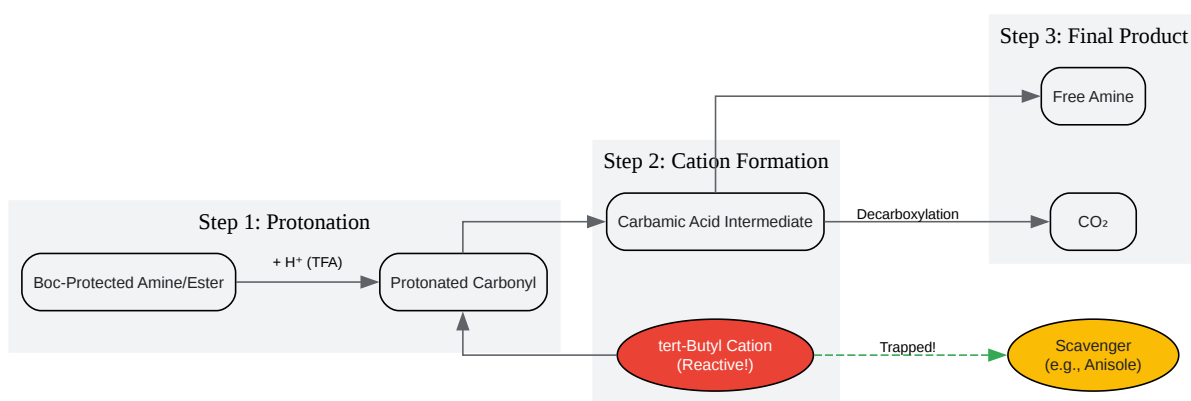 Step 3: Final Product
Free Amine
Step 2: Cation Formation
Step 1: Protonation
Carbamic Acid Intermediate
Decarboxylation
CO₂
+ H⁺ (TFA)
Boc-Protected Amine/Ester
Protonated Carbonyl
tert-Butyl Cation
(Reactive!)
Trapped!
Scavenger
(e.g., Anisole)